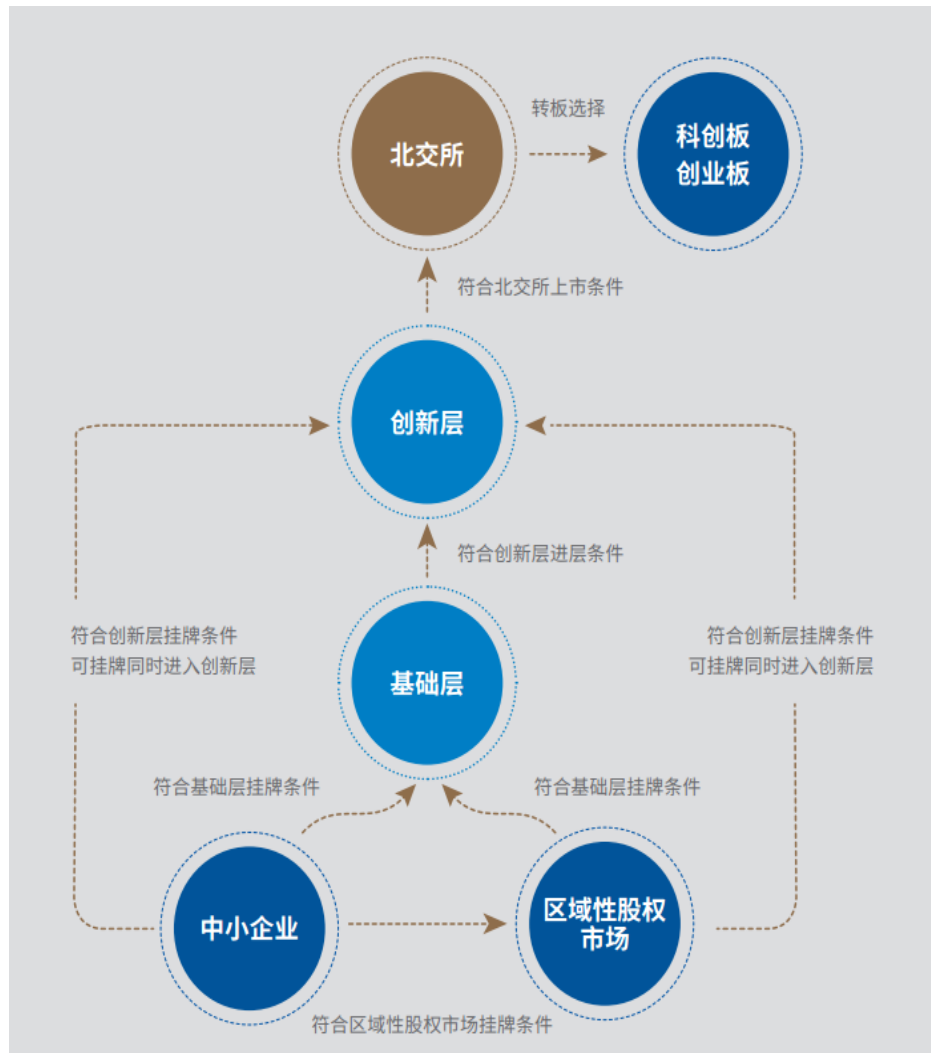 北交所
转板选择
科创板
创业板
符合北交所上市条件
创新层
符合创新层进层条件
符合创新层挂牌条件
可挂牌同时进入创新层
符合创新层挂牌条件
可挂牌同时进入创新层
基础层
符合基础层挂牌条件
符合基础层挂牌条件
中小企业
区域性股权
市场
符合区域性股权市场挂牌条件